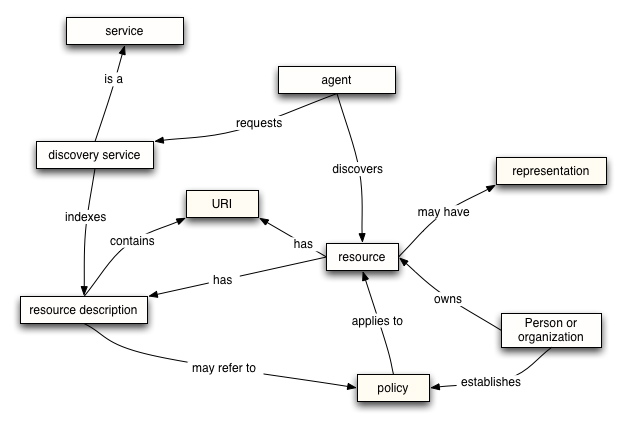 service
is a
agent
requests
discovery service
discovers
representation
URI
indexes
may have
contains
has
resource
has
resource description
owns
applies to
Person or
organization
may refer to
policy
establishes